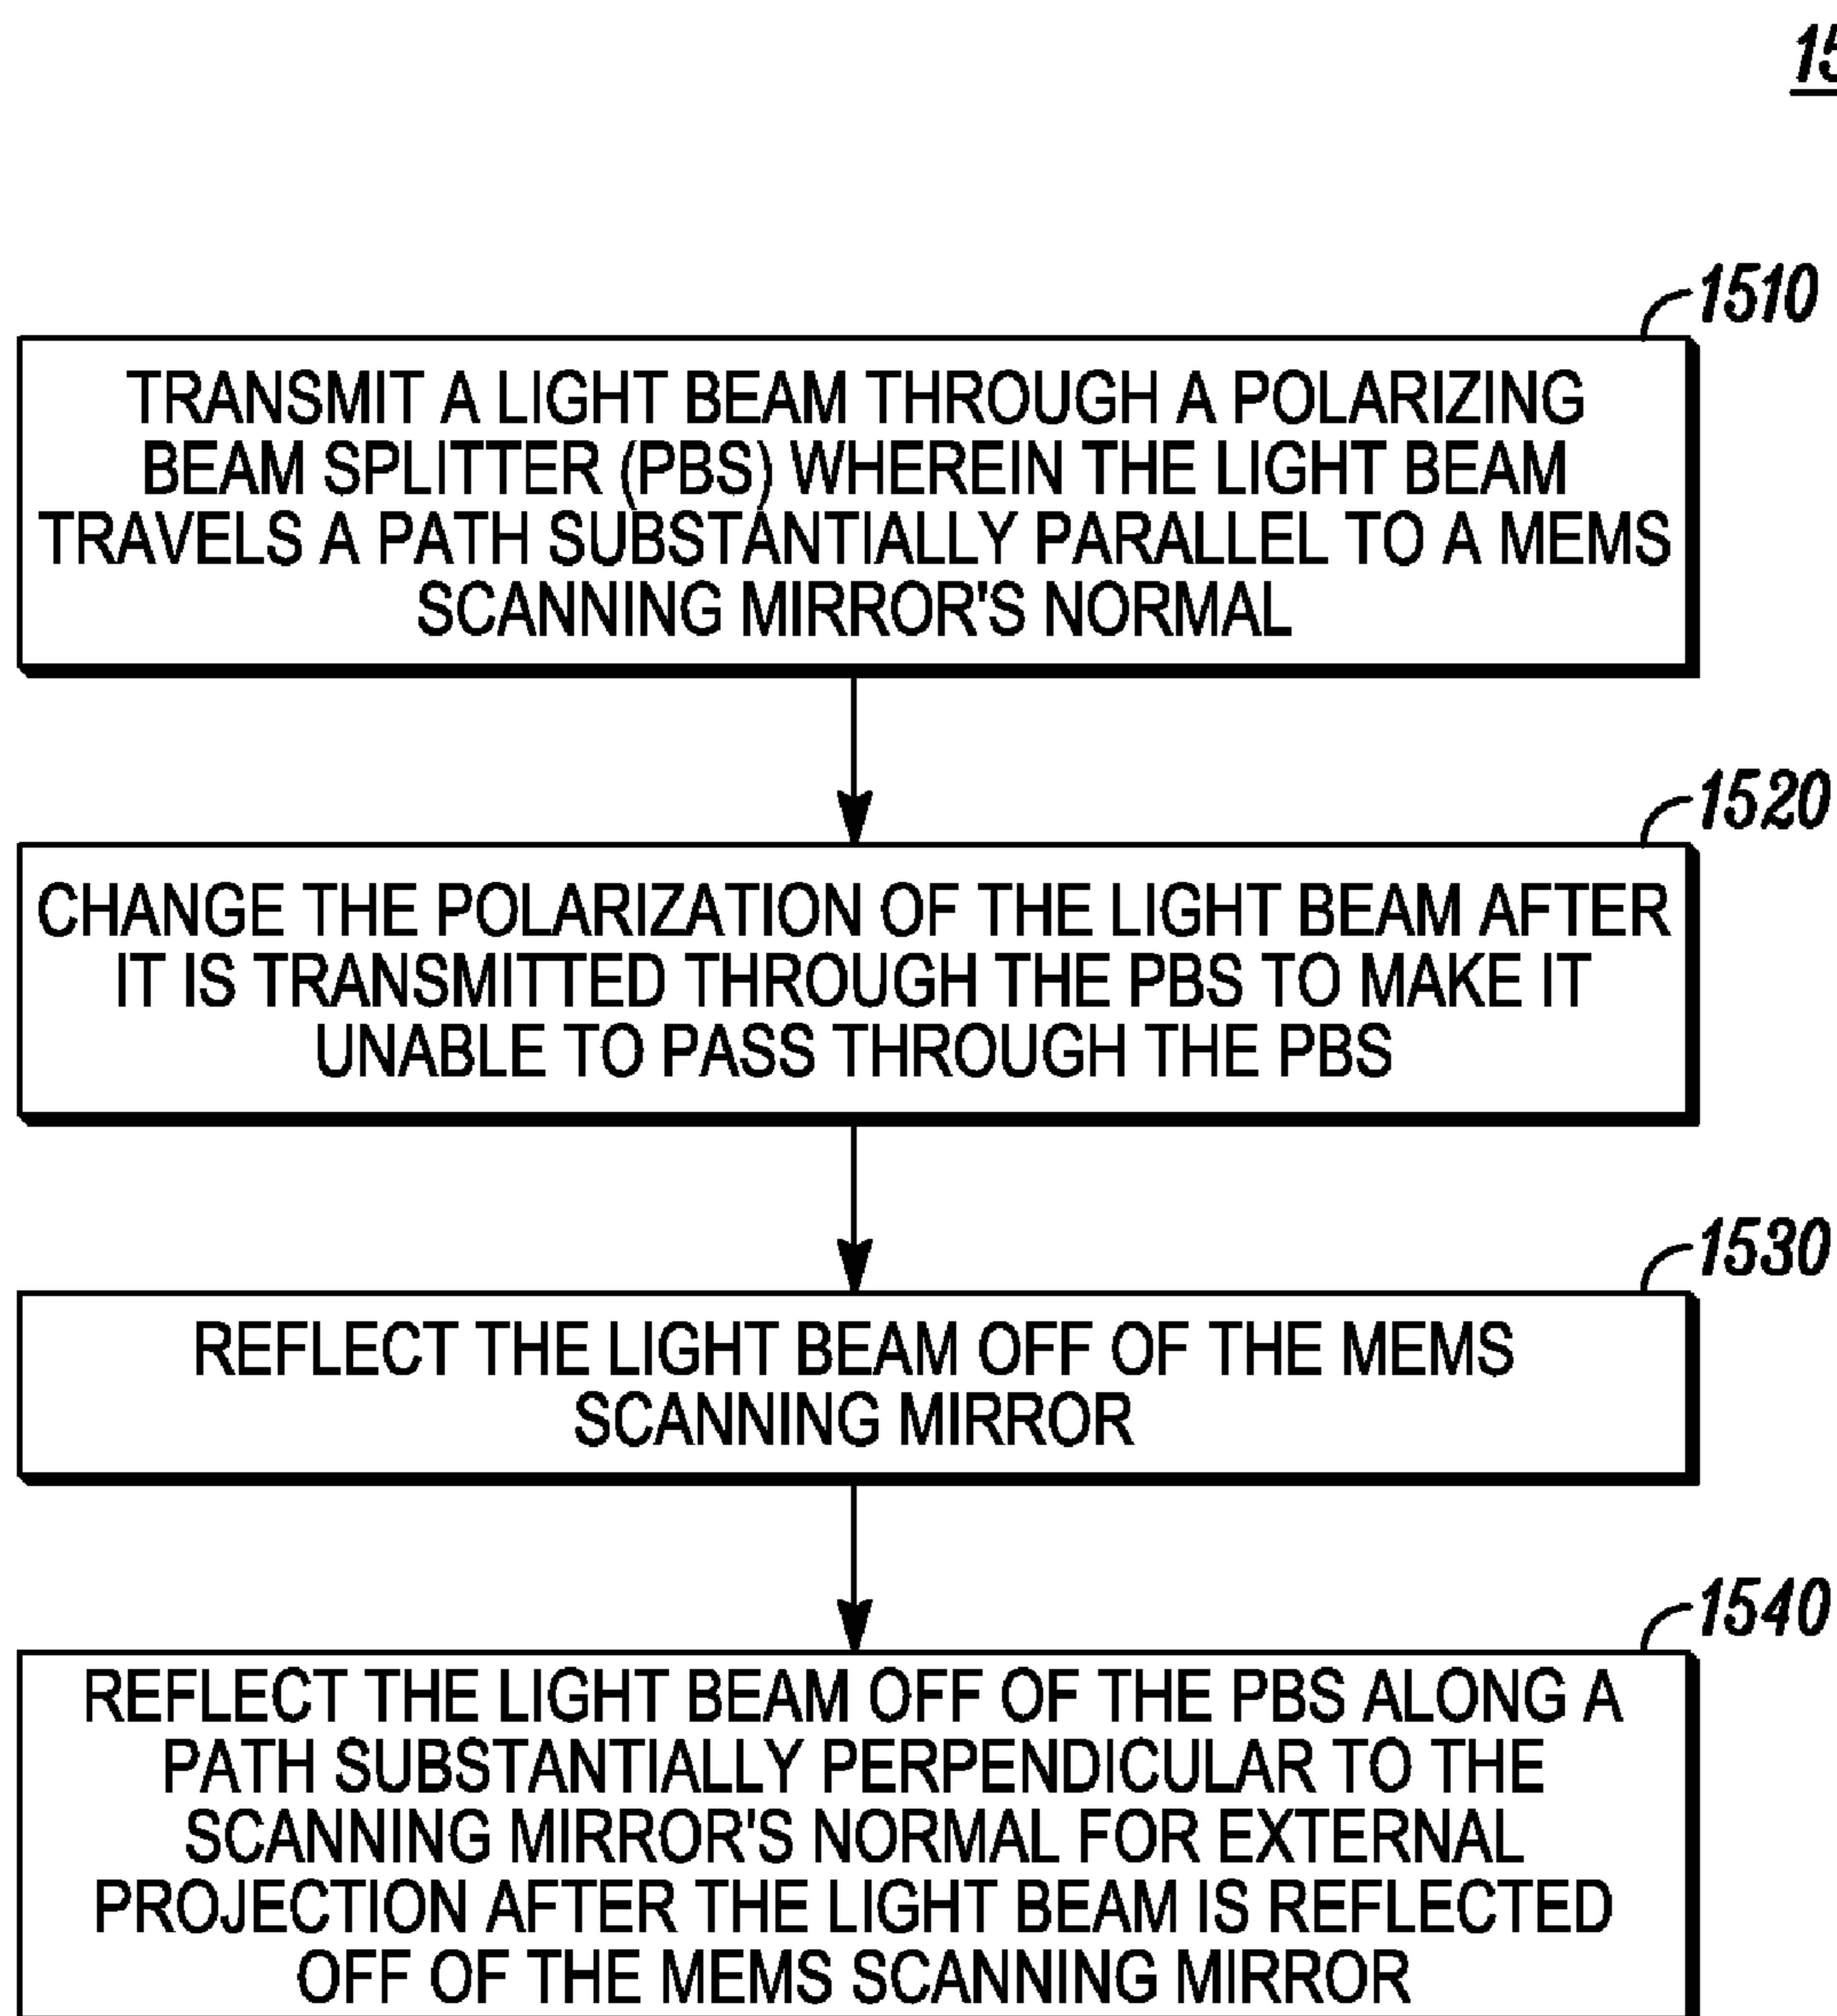 1510
TRANSMIT A LIGHT BEAM THROUGH A POLARIZING
BEAM SPLITTER (PBS) WHEREIN THE LIGHT BEAM
TRAVELS A PATH SUBSTANTIALLY PARALLEL TO A MEMS
SCANNING MIRROR'S NORMAL
1520
CHANGE THE POLARIZATION OF THE LIGHT BEAM AFTER
IT IS TRANSMITTED THROUGH THE PBS TO MAKE IT
UNABLE TO PASS THROUGH THE PBS
1530
REFLECT THE LIGHT BEAM OFF OF THE MEMS
SCANNING MIRROR
1540
REFLECT THE LIGHT BEAM OFF OF THE PBS ALONG A
PATH SUBSTANTIALLY PERPENDICULAR TO THE
SCANNING MIRROR'S NORMAL FOR EXTERNAL
PROJECTION AFTER THE LIGHT BEAM IS REFLECTED
OFF OF THE MEMS SCANNING MIRROR